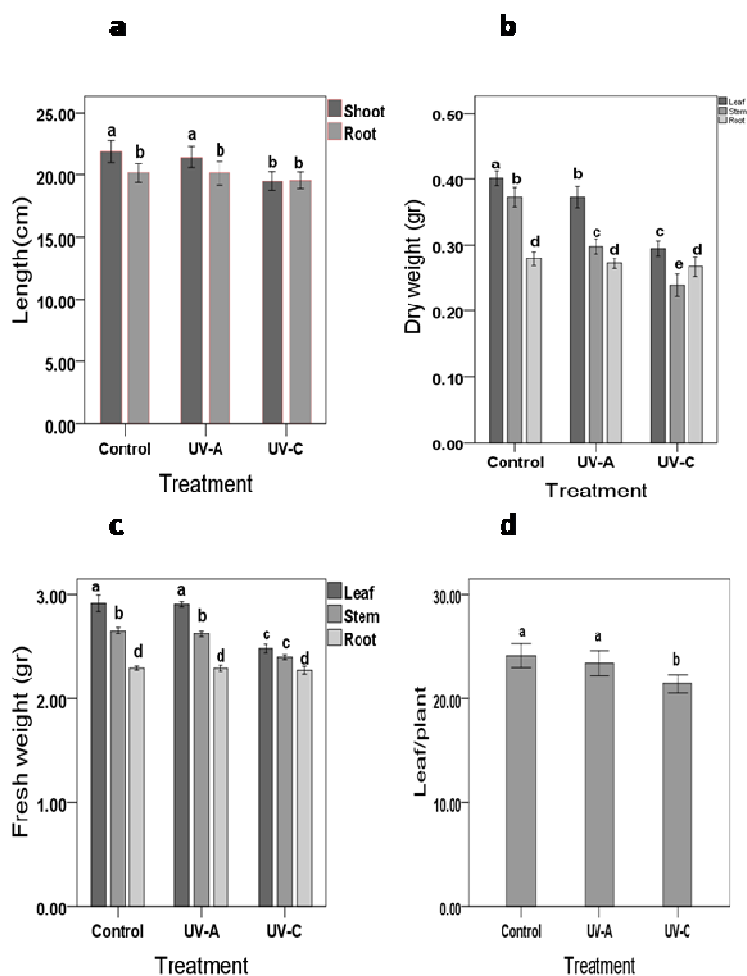 a
25.00
20.00
15.00
10.00
5.00
0.00
Length(cm)
a b a b b b
Control UV-A UV-C
Treatment
Shoot
Root
b
0.50
0.40
0.30
0.20
0.10
0.00
Dry weight (gr)
a b d b c d c e d
Control UV-A UV-C
Treatment
Leaf
Stem
Root
c
3.00
2.00
1.00
0.00
Fresh weight (gr)
a b d a b d c c d
Control UV-A UV-C
Treatment
Leaf
Stem
Root
d
30.00
20.00
10.00
0.00
Leaf/plant
a a b
Control UV-A UV-C
Treatment